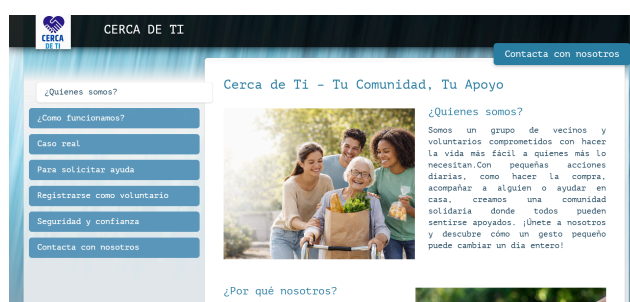 CERCA
DE TI
CERCA DE TI
Contacta con nosotros
¿Quienes somos?
¿Como funcionamos?
Caso real
Para solicitar ayuda
Registrarse como voluntario
Seguridad y confianza
Contacta con nosotros
Cerca de Ti – Tu Comunidad, Tu Apoyo
¿Quienes somos?
Somos un grupo de vecinos y
voluntarios comprometidos con hacer
la vida más fácil a quienes más lo
necesitan.Con pequeñas acciones
diarias, como hacer la compra,
acompañar a alguien o ayudar en
casa, creamos una comunidad
solidaria donde todos pueden
sentirse apoyados. ¡Únete a nosotros
y descubre cómo un gesto pequeño
puede cambiar un día entero!
¿Por qué nosotros?